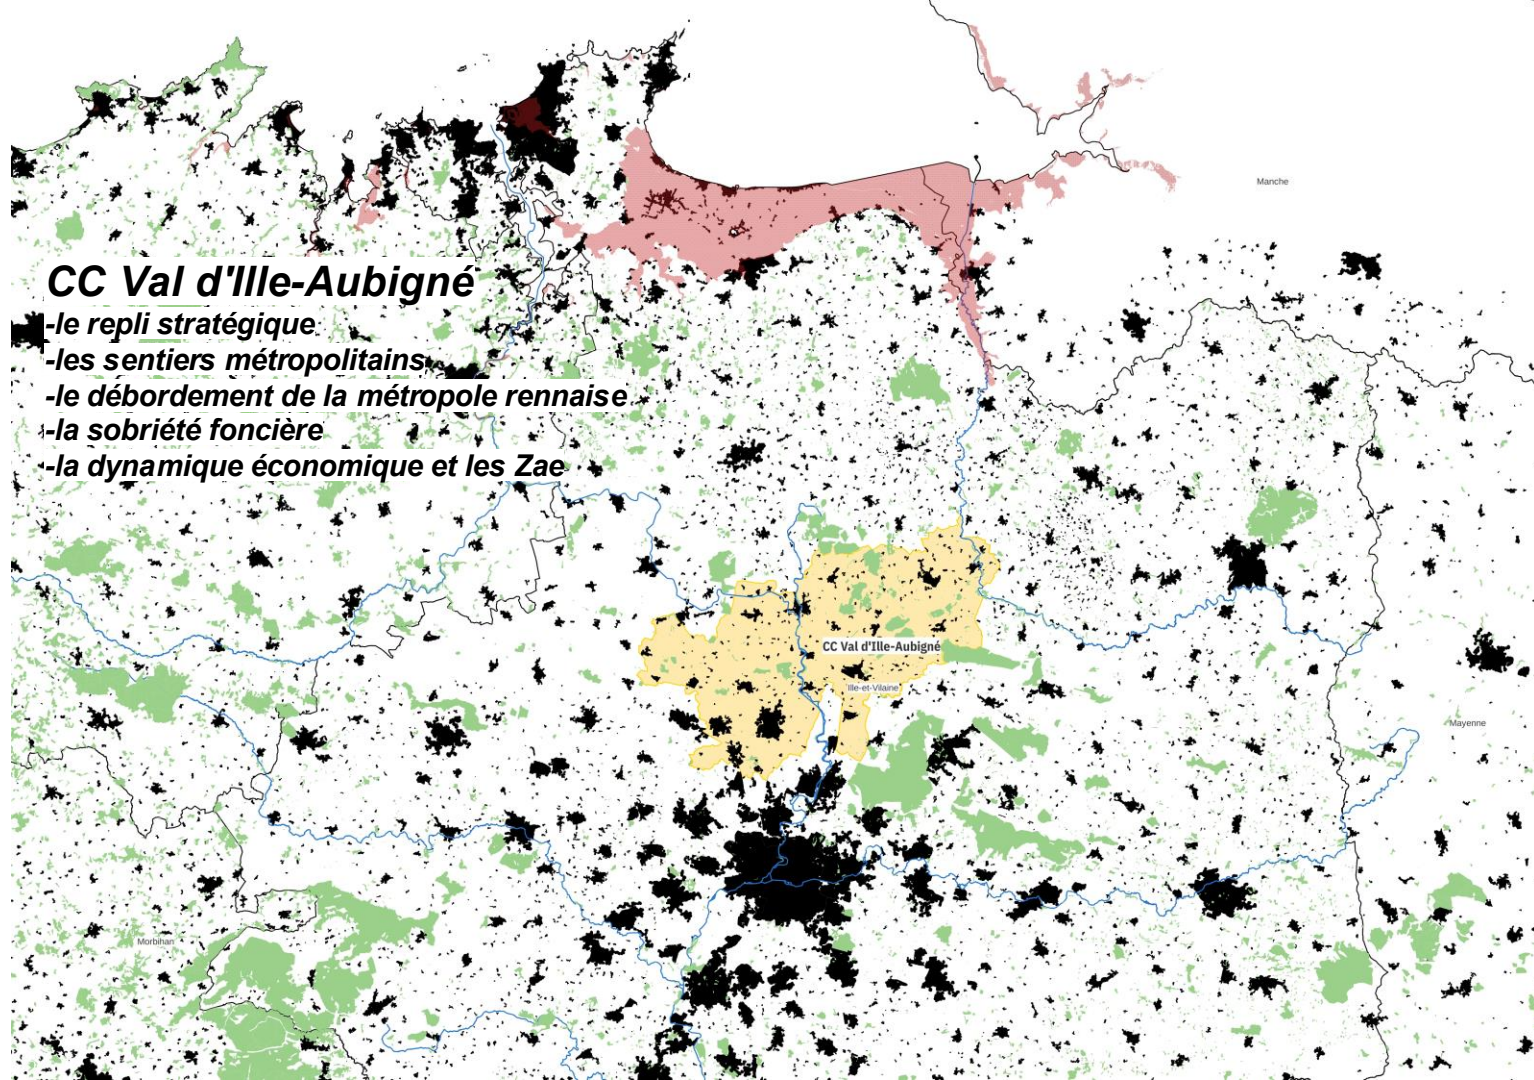 Manche
CC Val d'Ille-Aubigné
-le repli stratégique
-les sentiers métropolitains
-le débordement de la métropole rennaise
-la sobriété foncière
-la dynamique économique et les Zae
CC Val d'Ille-Aubigné
Ille-et-Vilaine
Mayenne
Morbihan